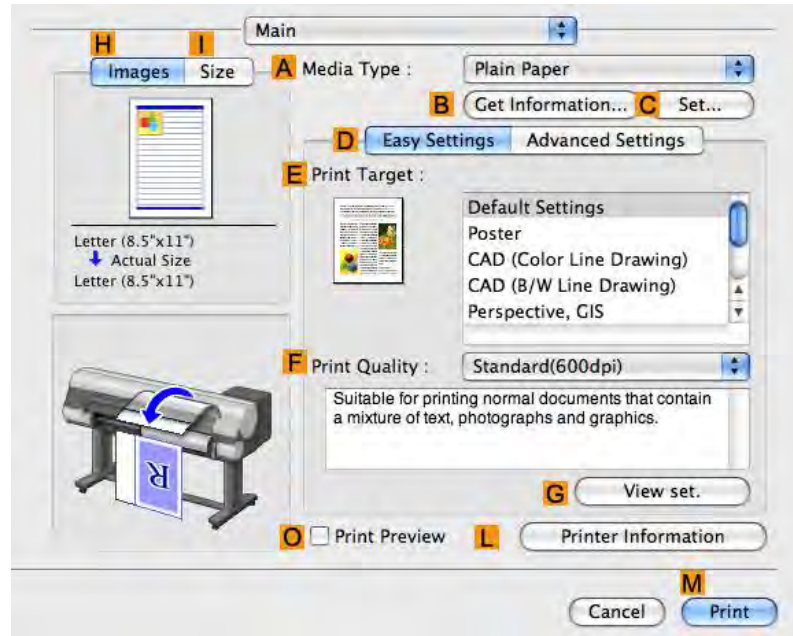 Main
H I
Images Size
A Media Type : Plain Paper
B Get Information... C Set...
D Easy Settings Advanced Settings
E Print Target :
Default Settings
Poster
CAD (Color Line Drawing)
CAD (B/W Line Drawing)
Perspective, GIS
Letter (8.5"x11")
Actual Size
Letter (8.5"x11")
F Print Quality : Standard(600dpi)
Suitable for printing normal documents that contain
a mixture of text, photographs and graphics.
R
G View set.
O Print Preview L Printer Information
M
Cancel Print